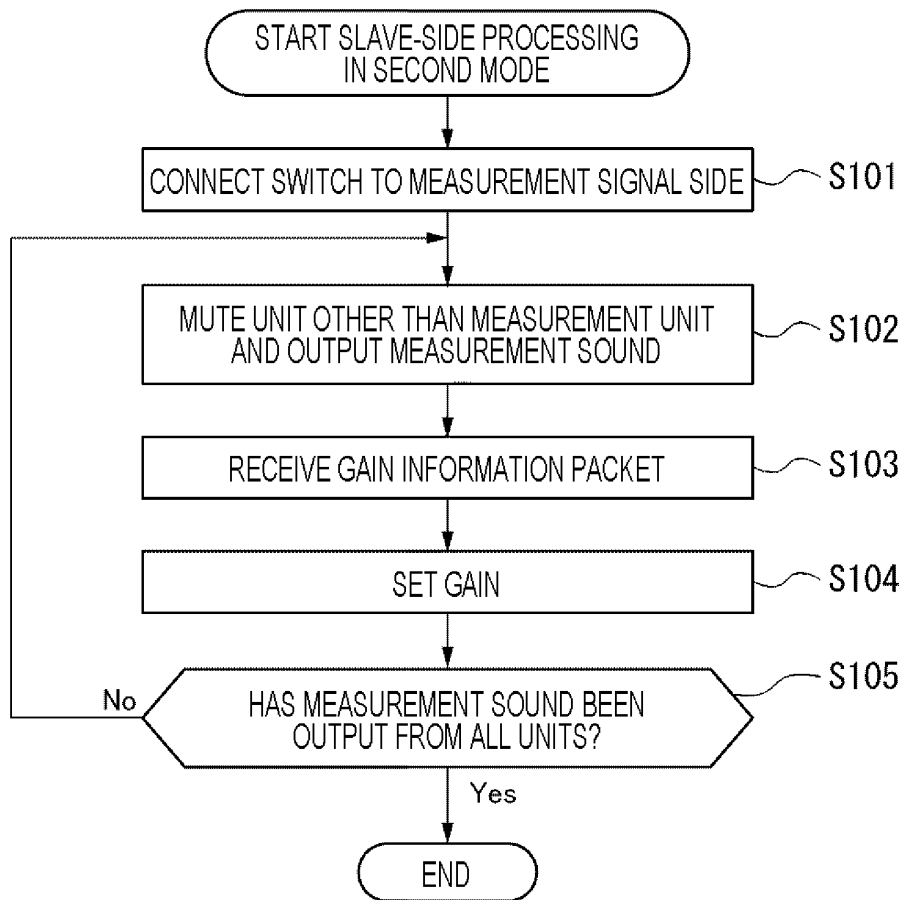 START SLAVE-SIDE PROCESSING
IN SECOND MODE
CONNECT SWITCH TO MEASUREMENT SIGNAL SIDE
S101
MUTE UNIT OTHER THAN MEASUREMENT UNIT
AND OUTPUT MEASUREMENT SOUND
S102
RECEIVE GAIN INFORMATION PACKET
S103
SET GAIN
S104
HAS MEASUREMENT SOUND BEEN
OUTPUT FROM ALL UNITS?
S105
No
Yes
END